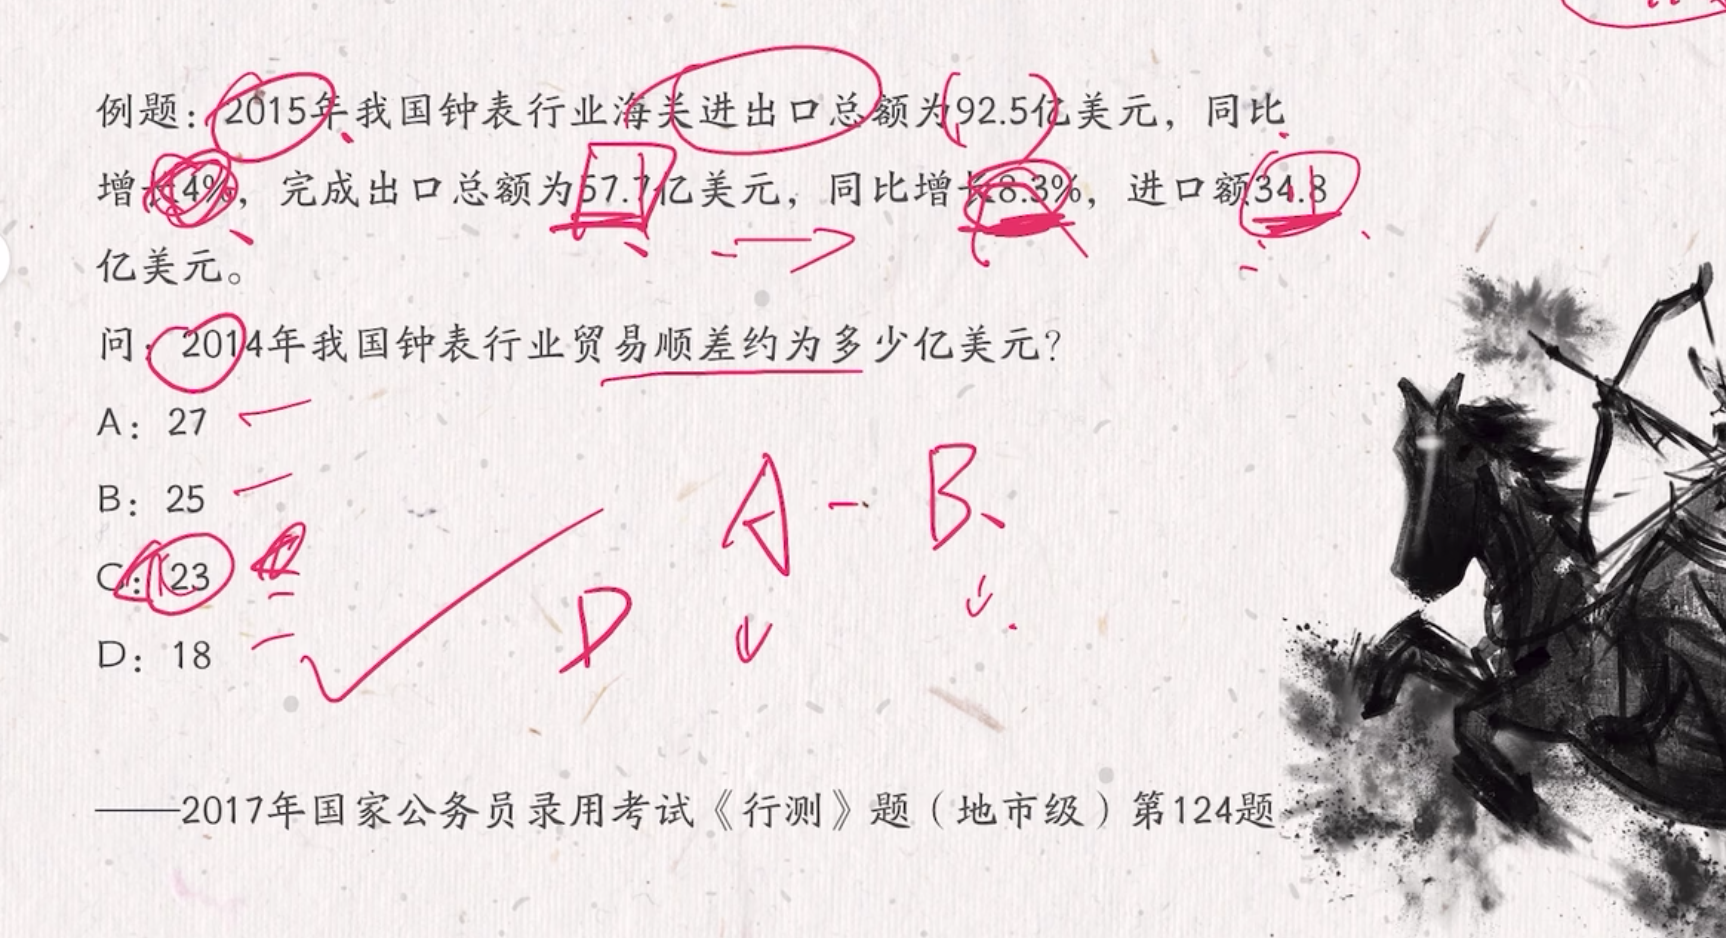 例题：2015年我国钟表行业海关进出口总额为92.5亿美元，同比
增长4%，完成出口总额为57.7亿美元，同比增长8.3%，进口额34.8
亿美元。
问：2014年我国钟表行业贸易顺差约为多少亿美元？
A：27
B：25
C：23
D：18
A - B
D
——2017年国家公务员录用考试《行测》题（地市级）第124题